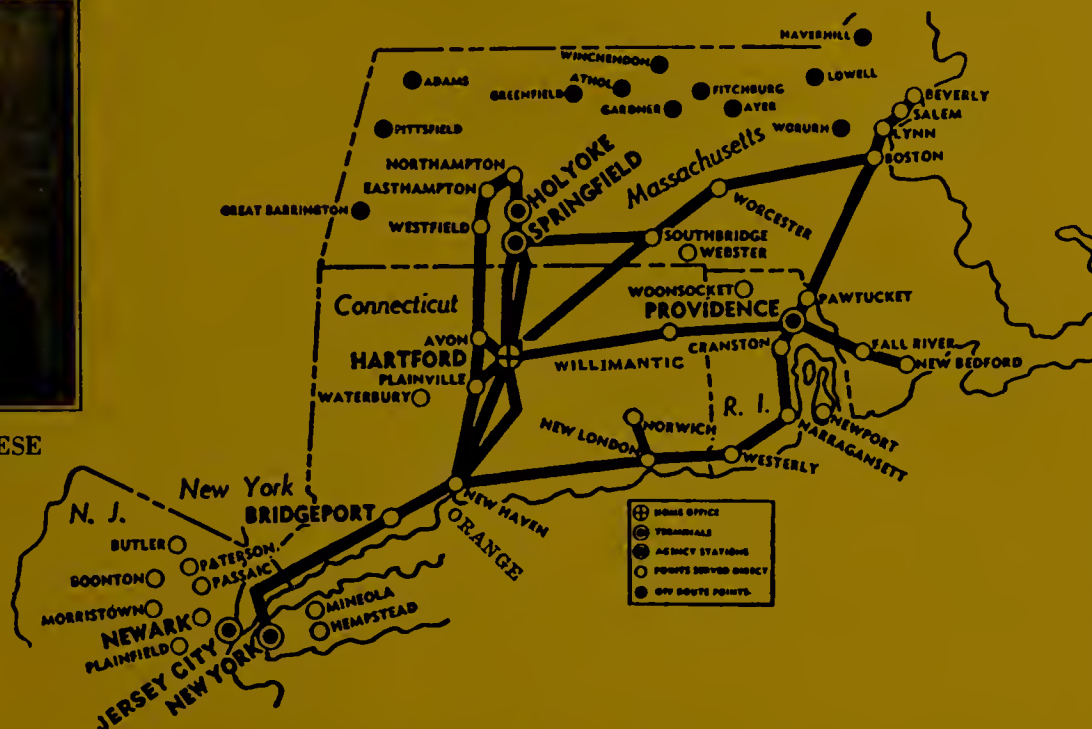 HAVERHILL
WINCHENDON
ADAMS
ATHOL
LOWELL
GREENFIELD
FITCHBURG
GARDNER
AYER
BEVERLY
SALEM
PITTSFIELD
WOBURN
LYNN
BOSTON
NORTHAMPTON
HOLYOKE
Massachusetts
EASTHAMPTON
SPRINGFIELD
GREAT BARRINGTON
WORCESTER
WESTFIELD
SOUTHBRIDGE
WEBSTER
Connecticut
WOONSOCKET
PAWTUCKET
PROVIDENCE
AVON
HARTFORD
WILLIMANTIC
CRANSTON
FALL RIVER
NEW BEDFORD
PLAINVILLE
WATERBURY
R. I.
NEWPORT
NARRAGANSETT
NORWICH
NEW LONDON
WESTERLY
ESE
New York
N. J.
BRIDGEPORT
NEW HAVEN
ORANGE
HOME OFFICE
TERMINALS
AGENCY STATIONS
POINTS SERVED DIRECT
OFF ROUTE POINTS
BUTLER
PATERSON
PASSAIC
BOONTON
MORRISTOWN
NEWARK
PLAINFIELD
MINEOLA
HEMPSTEAD
JERSEY CITY
NEW YORK